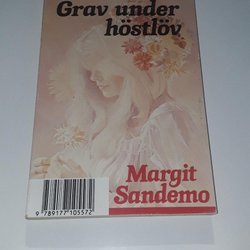 Grav under
höstlöv
Margit
Sandemo
9 789177 105572